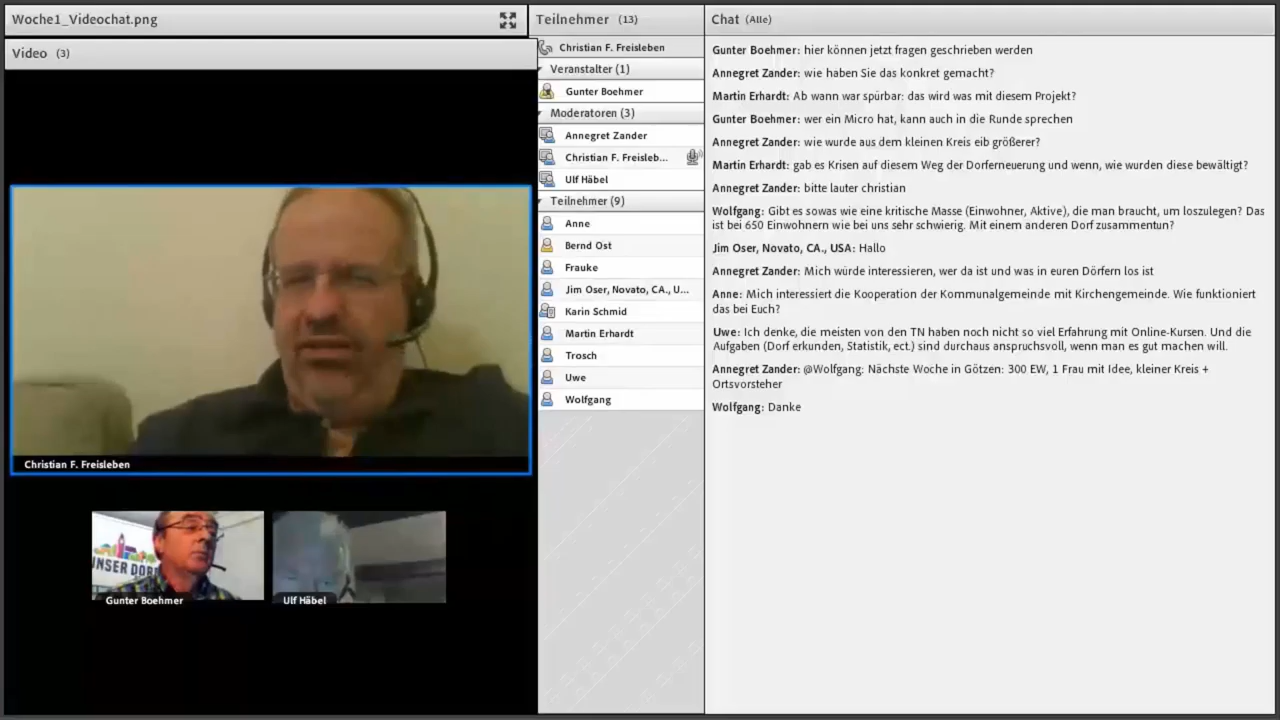 Woche1_Videochat.png
Video (3)
Christian F. Freisleben
Gunter Boehmer
Ulf Häbel
NSER DOR
Teilnehmer (13)
Christian F. Freisleben
Veranstalter (1)
Gunter Boehmer
Moderatoren (3)
Annegret Zander
Christian F. Freisleb...
Ulf Häbel
Teilnehmer (9)
Anne
Bernd Ost
Frauke
Jim Oser, Novato, CA., U...
Karin Schmid
Martin Erhardt
Trosch
Uwe
Wolfgang
Chat (Alle)
Gunter Boehmer: hier können jetzt fragen geschrieben werden
Annegret Zander: wie haben Sie das konkret gemacht?
Martin Erhardt: Ab wann war spürbar: das wird was mit diesem Projekt?
Gunter Boehmer: wer ein Micro hat, kann auch in die Runde sprechen
Annegret Zander: wie wurde aus dem kleinen Kreis eib größerer?
Martin Erhardt: gab es Krisen auf diesem Weg der Dorferneuerung und wenn, wie wurden diese bewältigt?
Annegret Zander: bitte lauter christian
Wolfgang: Gibt es sowas wie eine kritische Masse (Einwohner, Aktive), die man braucht, um loszulegen? Das
ist bei 650 Einwohnern wie bei uns sehr schwierig. Mit einem anderen Dorf zusammentun?
Jim Oser, Novato, CA., USA: Hallo
Annegret Zander: Mich würde interessieren, wer da ist und was in euren Dörfern los ist
Anne: Mich interessiert die Kooperation der Kommunalgemeinde mit Kirchengemeinde. Wie funktioniert
das bei Euch?
Uwe: Ich denke, die meisten von den TN haben noch nicht so viel Erfahrung mit Online-Kursen. Und die
Aufgaben (Dorf erkunden, Statistik, ect.) sind durchaus anspruchsvoll, wenn man es gut machen will.
Annegret Zander: @Wolfgang: Nächste Woche in Götzen: 300 EW, 1 Frau mit Idee, kleiner Kreis +
Ortsvorsteher
Wolfgang: Danke